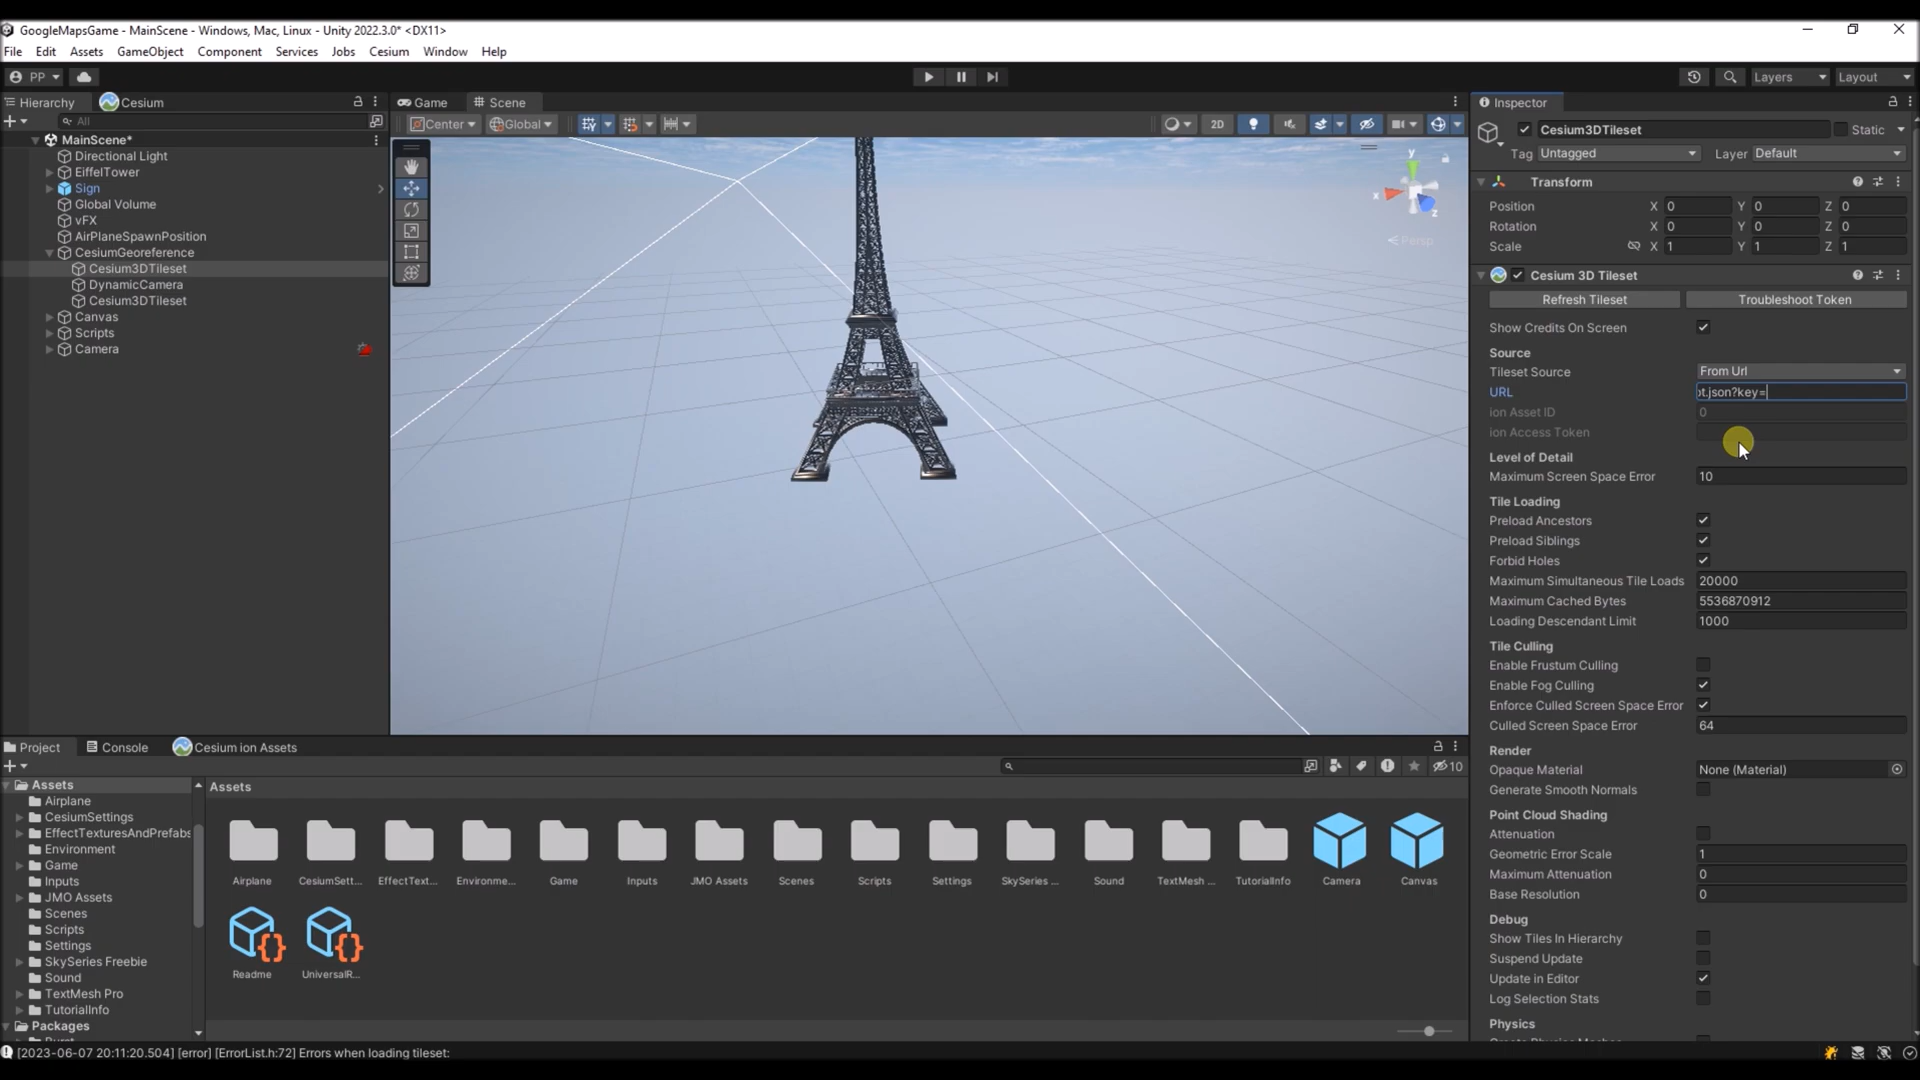 GoogleMapsGame - MainScene - Windows, Mac, Linux - Unity 2022.3.0* <DX11>
File Edit Assets GameObject Component Services Jobs Cesium Window Help
PP Layers Layout
Hierarchy Cesium
All
MainScene*
Directional Light
EiffelTower
Sign
Global Volume
vFX
AirPlaneSpawnPosition
CesiumGeoreference
Cesium3DTileset
DynamicCamera
Cesium3DTileset
Canvas
Scripts
Camera
Game Scene
Center Global 2D
y
x
z
Persp
Inspector
Cesium3DTileset Static
Tag Untagged Layer Default
Transform
Position X 0 Y 0 Z 0
Rotation X 0 Y 0 Z 0
Scale X 1 Y 1 Z 1
Cesium 3D Tileset
Refresh Tileset Troubleshoot Token
Show Credits On Screen
Source
Tileset Source From Url
URL ot.json?key=
ion Asset ID 0
ion Access Token
Level of Detail
Maximum Screen Space Error 10
Tile Loading
Preload Ancestors
Preload Siblings
Forbid Holes
Maximum Simultaneous Tile Loads 20000
Maximum Cached Bytes 5536870912
Loading Descendant Limit 1000
Tile Culling
Enable Frustum Culling
Enable Fog Culling
Enforce Culled Screen Space Error
Culled Screen Space Error 64
Render
Opaque Material None (Material)
Generate Smooth Normals
Point Cloud Shading
Attenuation
Geometric Error Scale 1
Maximum Attenuation 0
Base Resolution 0
Debug
Show Tiles In Hierarchy
Suspend Update
Update in Editor
Log Selection Stats
Physics
Project Console Cesium ion Assets
10
Assets
Airplane
CesiumSettings
EffectTexturesAndPrefabs
Environment
Game
Inputs
JMO Assets
Scenes
Scripts
Settings
SkySeries Freebie
Sound
TextMesh Pro
TutorialInfo
Packages
Assets
Airplane CesiumSett... EffectText... Environme... Game Inputs JMO Assets Scenes Scripts Settings SkySeries ... Sound TextMesh ... TutorialInfo Camera Canvas
Readme UniversalR...
[2023-06-07 20:11:20.504] [error] [ErrorList.h:72] Errors when loading tileset: